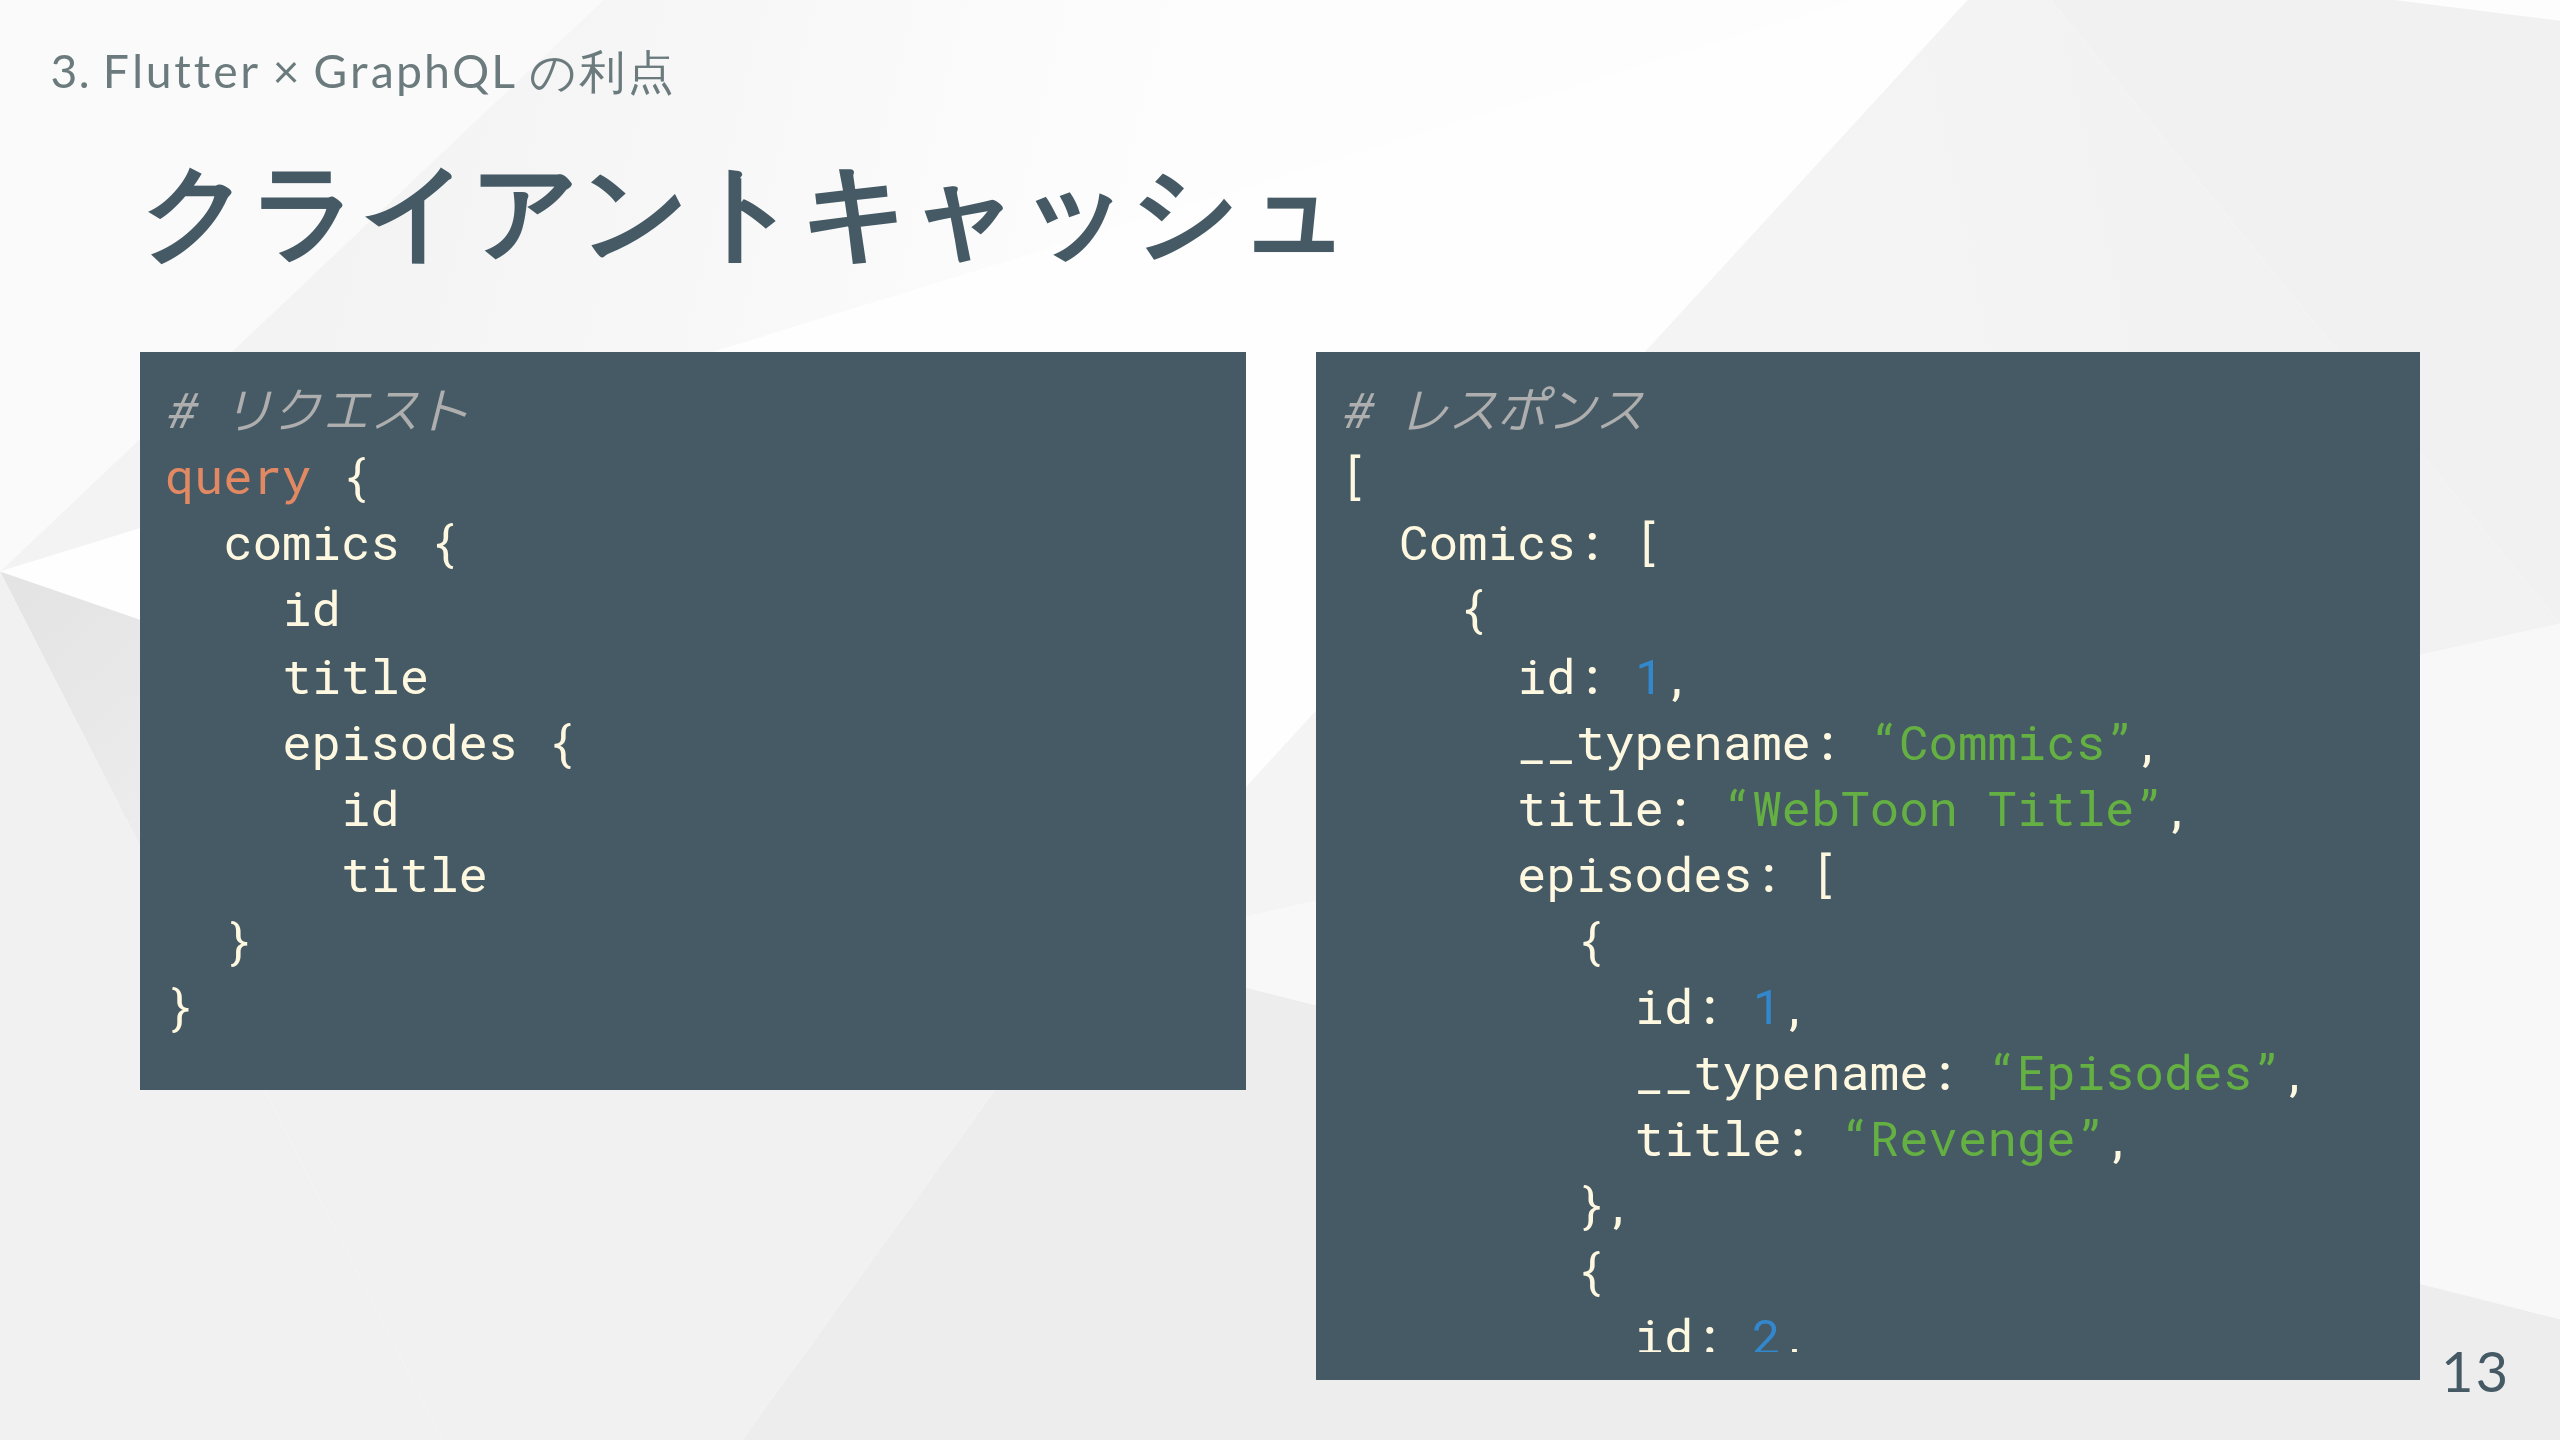 3. Flutter × GraphQL の利点
クライアントキャッシュ
# リクエスト
query {
  comics {
    id
    title
    episodes {
      id
      title
  }
}
# レスポンス
[
  Comics: [
    {
      id: 1,
      __typename: “Commics”,
      title: “WebToon Title”,
      episodes: [
        {
          id: 1,
          __typename: “Episodes”,
          title: “Revenge”,
        },
        {
          id: 2,
13